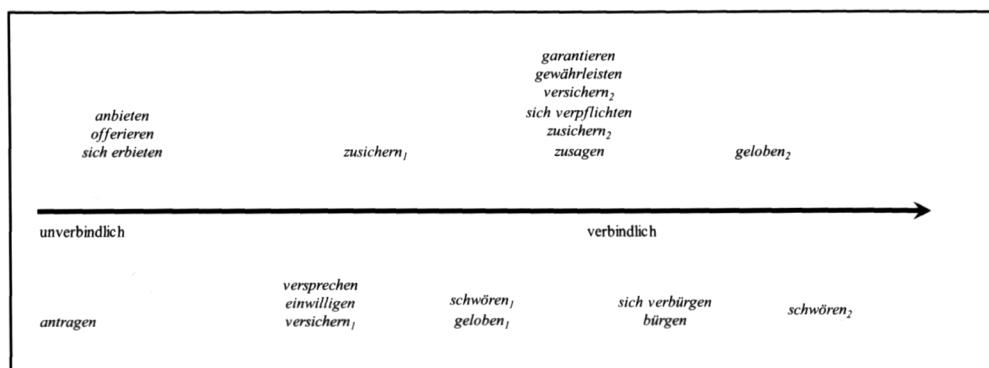 garantieren
gewährleisten
versichern₂
anbieten sich verpflichten
offerieren zusichern₂
sich erbieten zusichern₁ zusagen geloben₂
unverbindlich verbindlich
versprechen
einwilligen schwören₁ sich verbürgen
antragen versichern₁ geloben₁ bürgen schwören₂